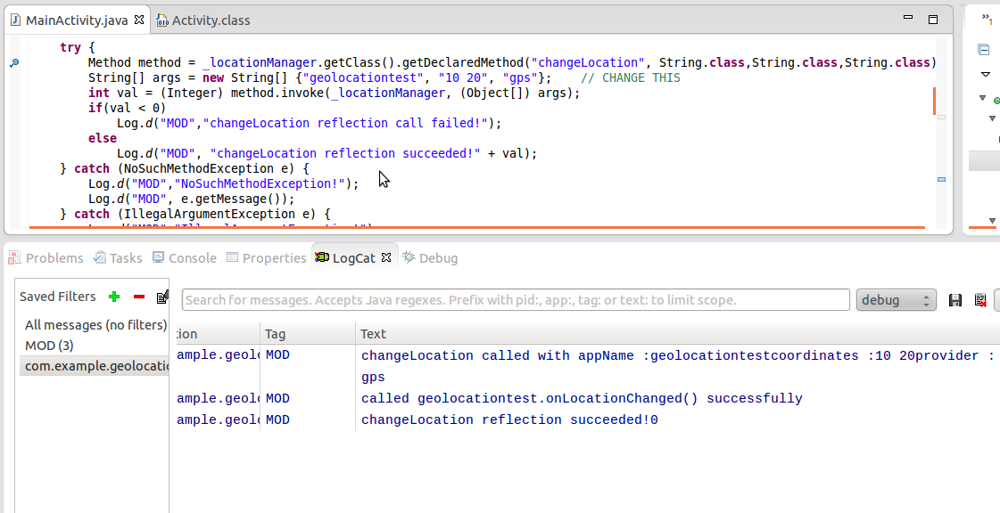 MainActivity.java Activity.class
try {
Method method = _locationManager.getClass().getDeclaredMethod("changeLocation", String.class,String.class,String.class)
String[] args = new String[] {"geolocationtest", "10 20", "gps"}; // CHANGE THIS
int val = (Integer) method.invoke(_locationManager, (Object[]) args);
if(val < 0)
Log.d("MOD","changeLocation reflection call failed!");
else
Log.d("MOD", "changeLocation reflection succeeded!" + val);
} catch (NoSuchMethodException e) {
Log.d("MOD","NoSuchMethodException!");
Log.d("MOD", e.getMessage());
} catch (IllegalArgumentException e) {
Problems Tasks Console Properties LogCat Debug
Saved Filters
Search for messages. Accepts Java regexes. Prefix with pid:, app:, tag: or text: to limit scope. debug
All messages (no filters)
MOD (3)
com.example.geolocatio
tion Tag Text
ample.geolo MOD changeLocation called with appName :geolocationtestcoordinates :10 20provider :
gps
ample.geolo MOD called geolocationtest.onLocationChanged() successfully
ample.geolo MOD changeLocation reflection succeeded!0